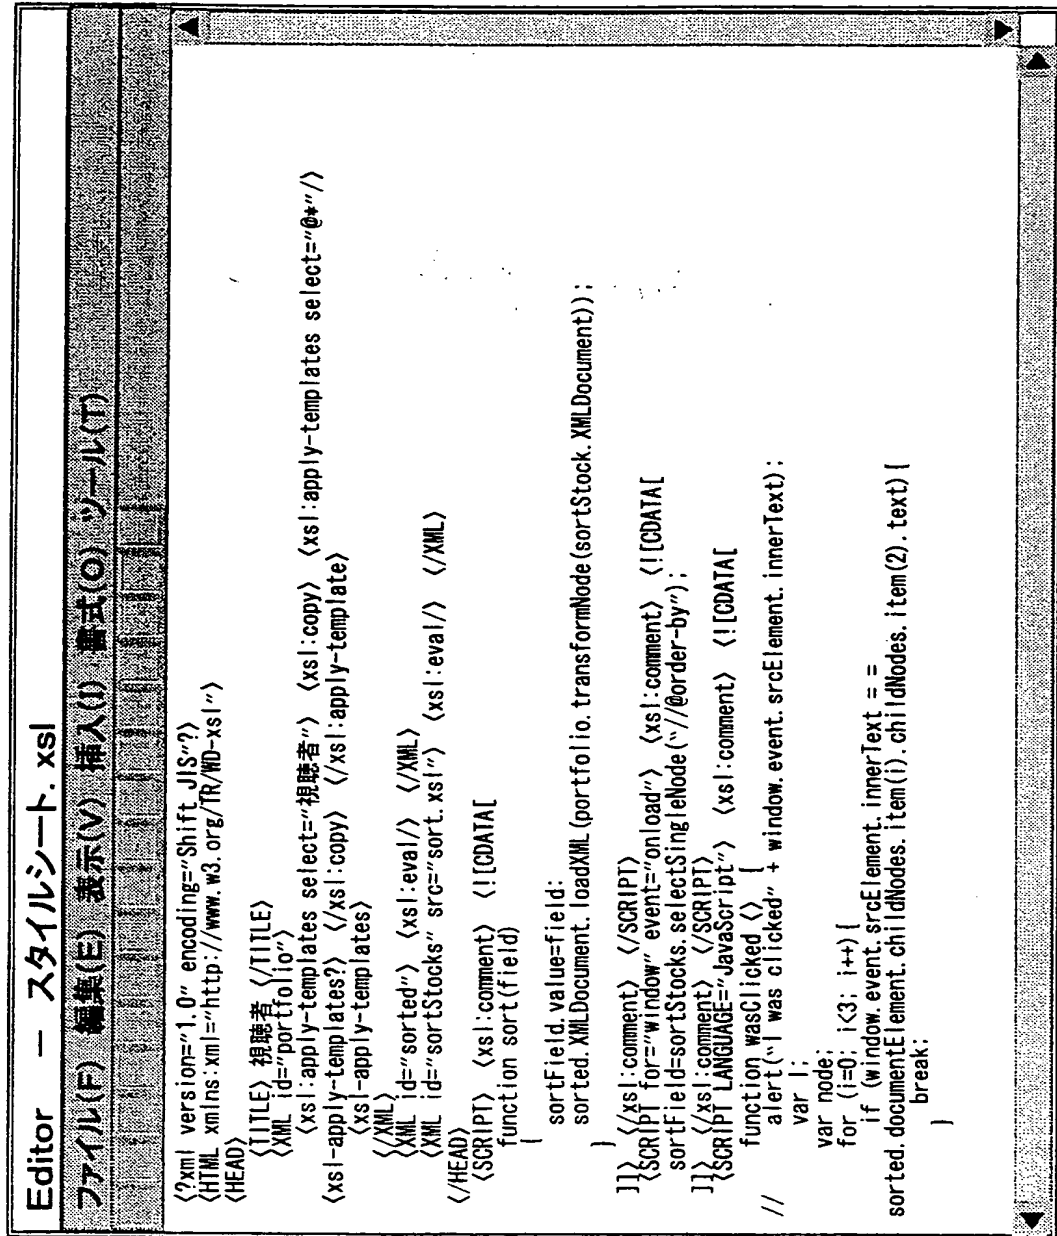 Editor － スタイルシート. xsl
ファイル(F) 編集(E) 表示(V) 挿入(I) 書式(O) ツール(T)
<?xml version="1.0" encoding="Shift_JIS"?>
<HTML xmlns:xml="http://www.w3.org/TR/WD-xsl">
<HEAD>
<TITLE> 視聴者 </TITLE>
<XML id="portfolio">
<xsl:apply-templates select="視聴者"> <xsl:copy> <xsl:apply-templates select="@*"/>
<xsl-apply-templates?> </xsl:copy> </xsl:apply-template>
<xsl-apply-templates>
</XML>
<XML id="sorted"> <xsl:eval/> </XML>
<XML id="sortStocks" src="sort.xsl"> <xsl:eval/> </XML>
</HEAD>
<SCRIPT> <xsl:comment> <![CDATA[
function sort(field)
{
sortField.value=field:
sorted.XMLDocument.loadXML(portfolio.transformNode(sortStock.XMLDocument));
}
]]> </xsl:comment> </SCRIPT>
<SCRIPT for="window" event="onload"> <xsl:comment> <![CDATA[
sortField=sortStocks.selectSingleNode("//@order-by");
]]> </xsl:comment> </SCRIPT>
<SCRIPT LANGUAGE="JavaScript"> <xsl:comment> <![CDATA[
function wasClicked <> {
// alert("I was clicked" + window.event.srcElement.innerText);
var I;
var node;
for (i=0; i<3; i++) {
if (window.event.srcElement.innerText = =
sorted.documentElement.childNodes.item(i).childNodes.item(2).text) {
break;
}